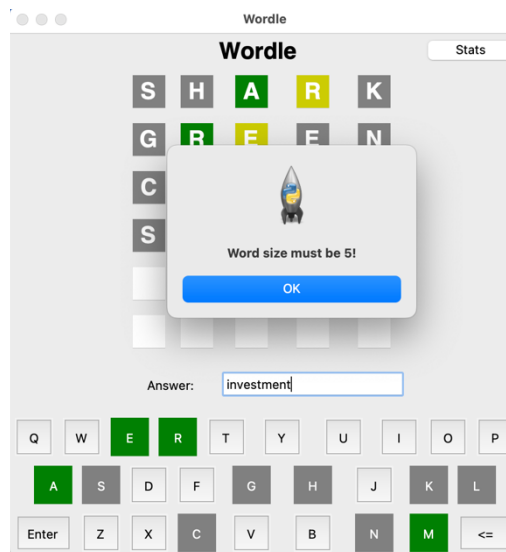 Wordle
Wordle
Stats
S H A R K
G R E E N
C
S
Word size must be 5!
OK
Answer: investment
Q W E R T Y U I O P
A S D F G H J K L
Enter Z X C V B N M <=